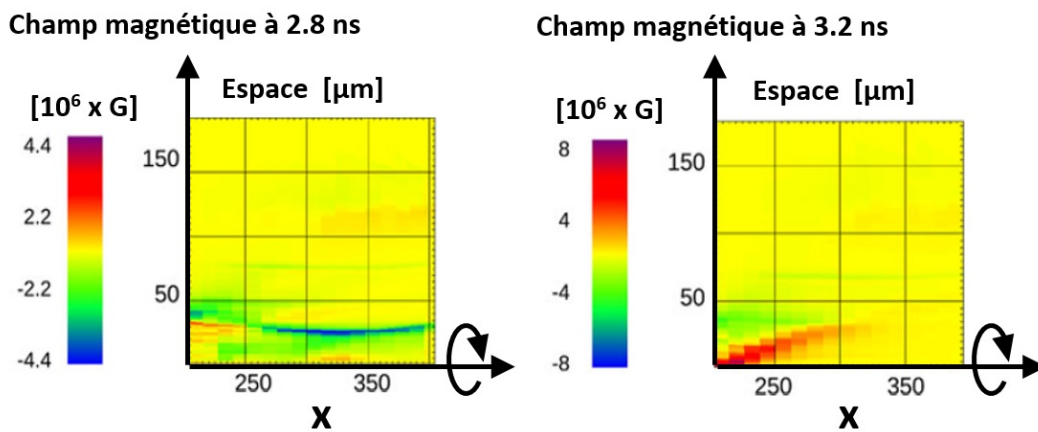 Champ magnétique à 2.8 ns
Espace [µm]
[10⁶ x G]
4.4
2.2
-2.2
-4.4
150
50
250
350
X
Champ magnétique à 3.2 ns
Espace [µm]
[10⁶ x G]
8
4
-4
-8
150
50
250
350
X